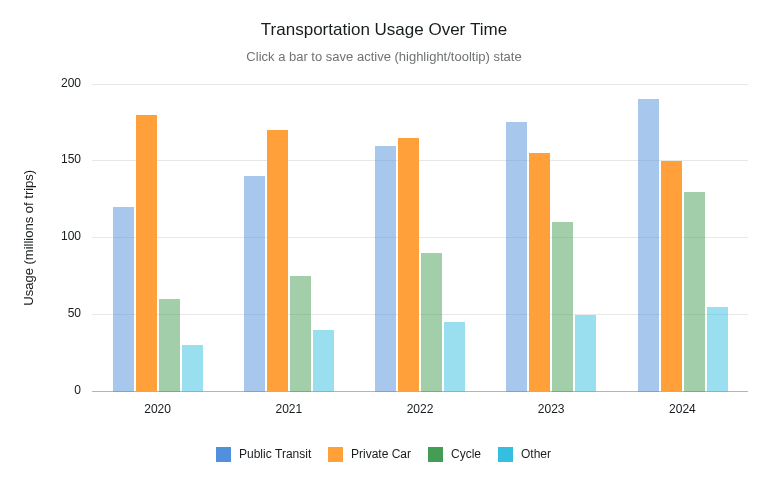 Transportation Usage Over Time
Click a bar to save active (highlight/tooltip) state
Usage (millions of trips)
200
150
100
50
0
2020 2021 2022 2023 2024
Public Transit Private Car Cycle Other